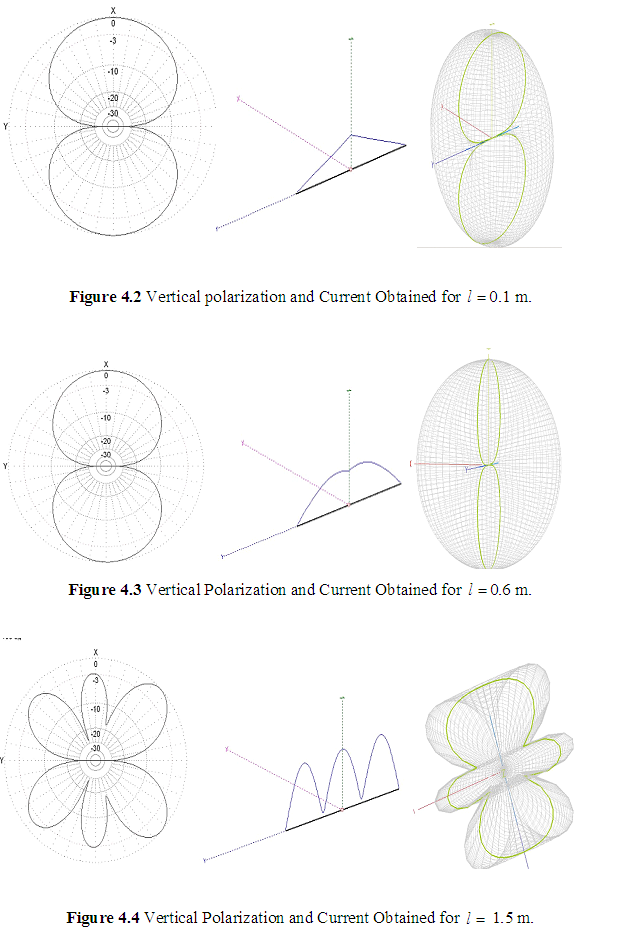 X
0
-3
-10
-20
-30
Y
Figure 4.2 Vertical polarization and Current Obtained for l = 0.1 m.
X
0
-3
-10
-20
-30
Y
Figure 4.3 Vertical Polarization and Current Obtained for l = 0.6 m.
X
0
-3
-10
-20
-30
Y
Figure 4.4 Vertical Polarization and Current Obtained for l = 1.5 m.